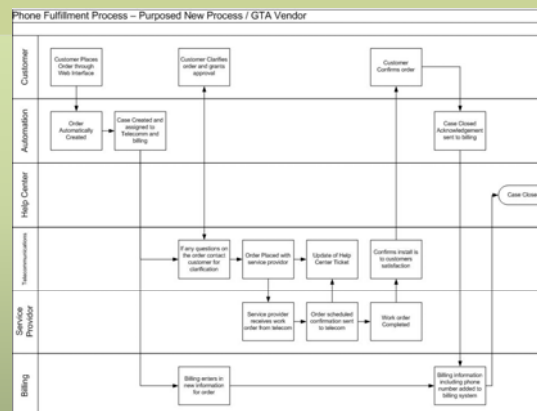 Phone Fulfillment Process – Purposed New Process / GTA Vendor
Customer
Customer Places
Order through
Web Interface
Customer Clarifies
order and grants
approval
Customer
Confirms order
Automation
Order
Automatically
Created
Case Created and
assigned to
Telecomm and
billing
Case Closed
Acknowledgement
sent to billing
Help Center
Case Close
Telecommunications
If any questions on
the order contact
customer for
clarification
Order Placed with
service providor
Update of Help
Center Ticket
Confirms install is
to customers
satisfaction
Service
Provider
Service provider
receives work
order from telecom
Order scheduled
confirmation sent
to telecom
Work order
Completed
Billing
Billing enters in
new information
for order
Billing information
including phone
number added to
billing system